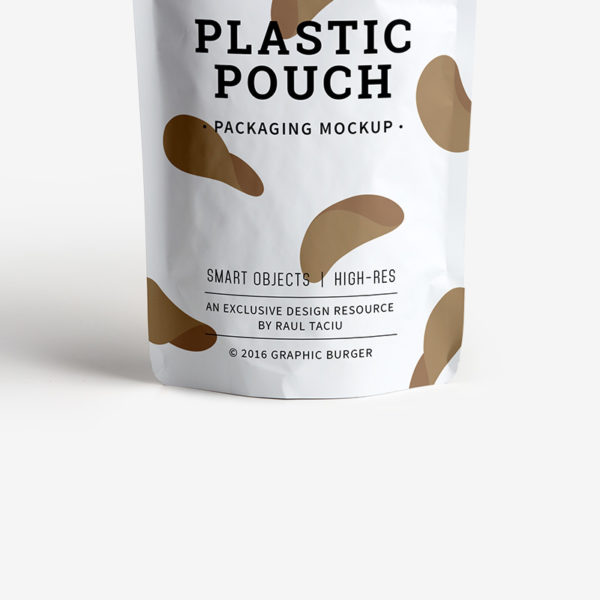 PLASTIC
POUCH
· PACKAGING MOCKUP ·
SMART OBJECTS | HIGH-RES
AN EXCLUSIVE DESIGN RESOURCE
BY RAUL TACIU
© 2016 GRAPHIC BURGER